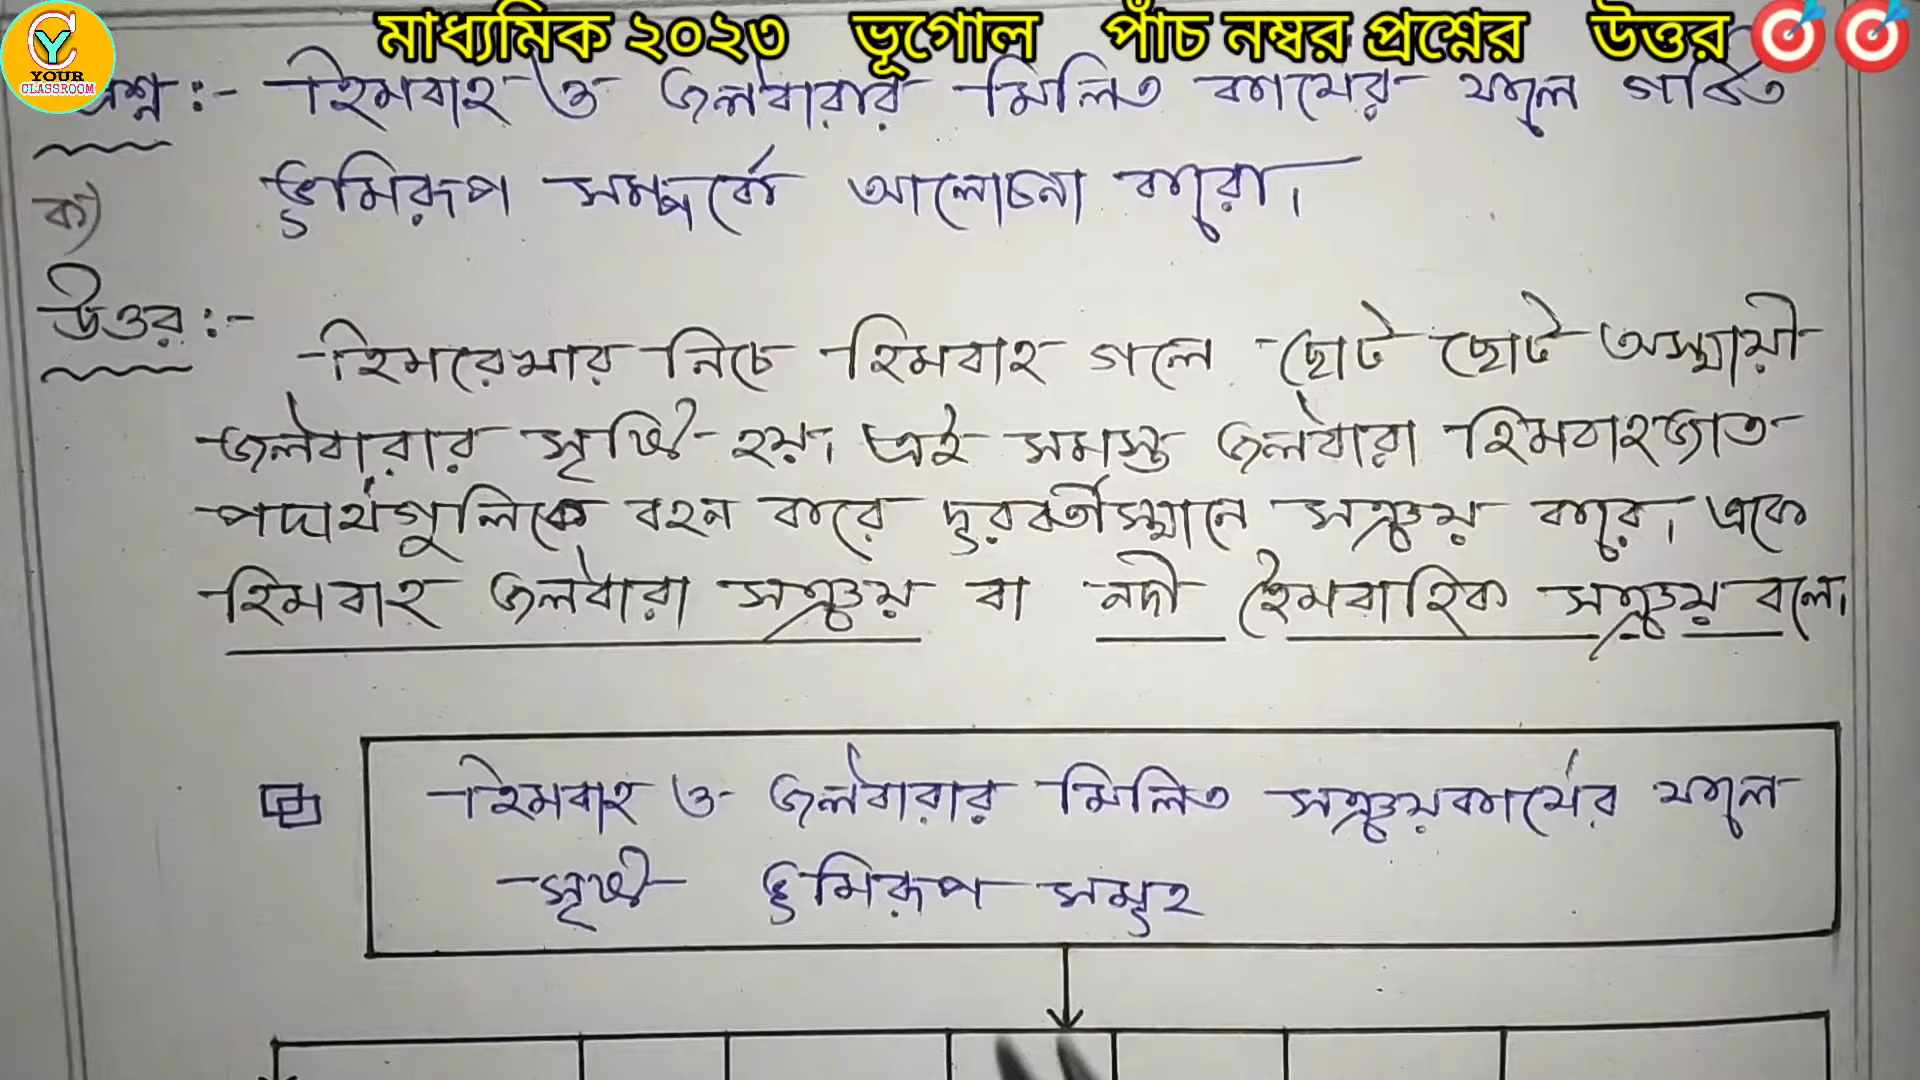 মাধ্যমিক ২০২৩ ভূগোল পাঁচ নম্বর প্রশ্নের উত্তর
YOUR
CLASSROOM
প্রশ্ন :- হিমবাহ ও জলধারার মিলিত কাযের ফলে গঠিত
ক) ভূমিরূপ সম্পর্কে আলোচনা করো।
উত্তর :-
হিমরেখার নিচে হিমবাহ গলে ছোট ছোট অস্থায়ী
জলধারার সৃষ্টি হয়। এই সমস্ত জলধারা হিমবাহজাত
পদার্থগুলিকে বহন করে দূরবর্তীস্থানে সঞ্চয় করে। একে
হিমবাহ জলধারা সঞ্চয় বা নদী হৈমবাহিক সঞ্চয় বলে।
হিমবাহ ও জলধারার মিলিত সঞ্চয়কার্যের ফলে
সৃষ্ট ভূমিরূপ সমূহ